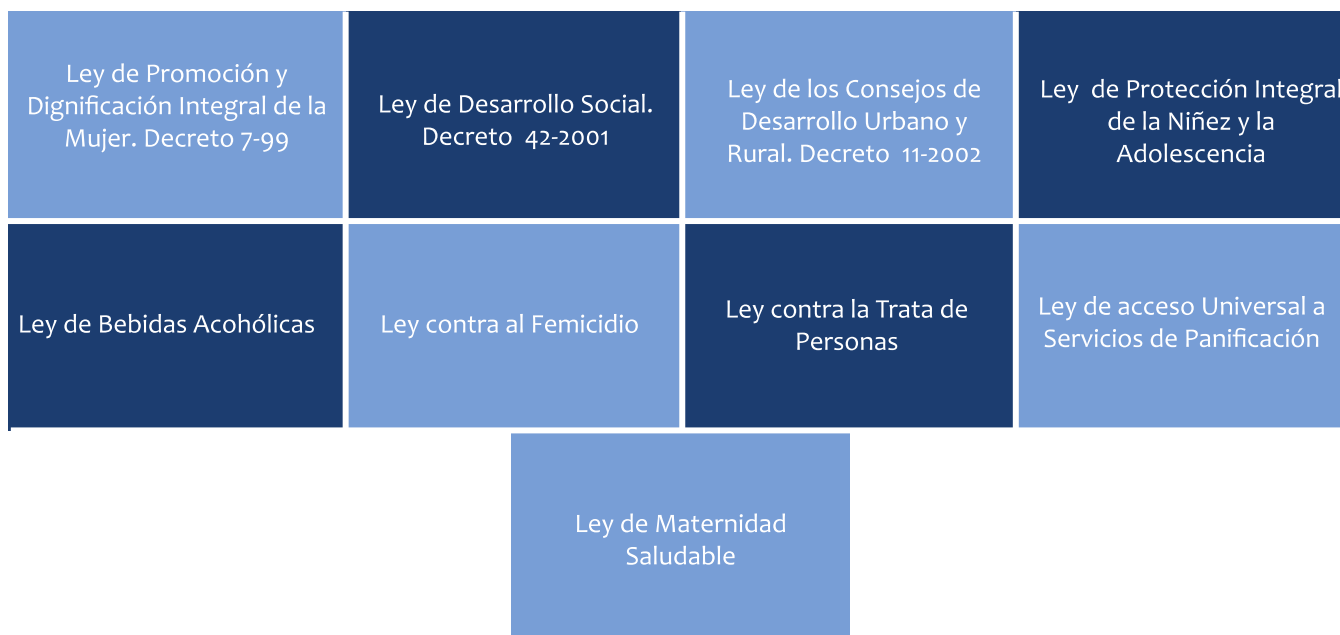 Ley de Promoción y
Dignificación Integral de la
Mujer. Decreto 7-99
Ley de Desarrollo Social.
Decreto 42-2001
Ley de los Consejos de
Desarrollo Urbano y
Rural. Decreto 11-2002
Ley de Protección Integral
de la Niñez y la
Adolescencia
Ley de Bebidas Acohólicas
Ley contra al Femicidio
Ley contra la Trata de
Personas
Ley de acceso Universal a
Servicios de Panificación
Ley de Maternidad
Saludable